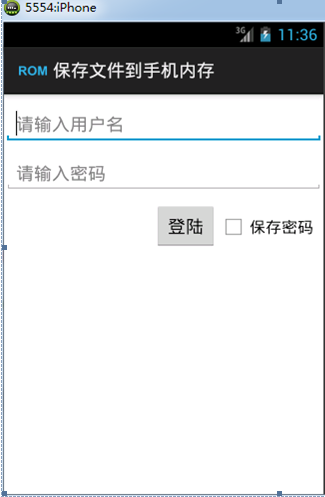 5554:iPhone
3G 11:36
ROM 保存文件到手机内存
请输入用户名
请输入密码
登陆 保存密码